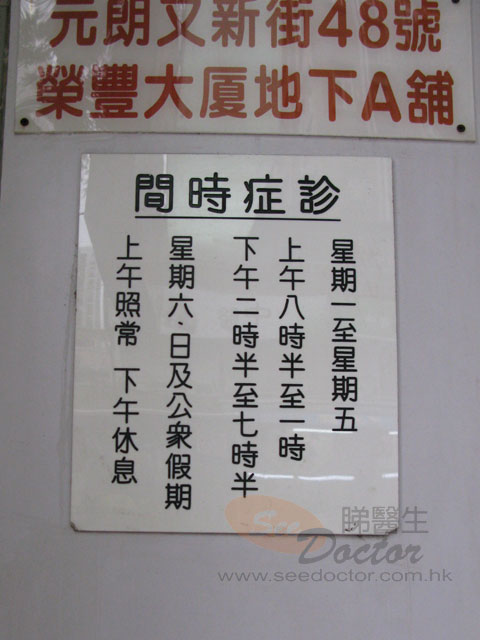 元朗又新街48號
榮豐大厦地下A舖
診症時間
星期一至星期五
上午八時半至一時
下午二時半至七時半
星期六、日及公衆假期
上午照常 下午休息
See Doctor
睇醫生
www.seedoctor.com.hk